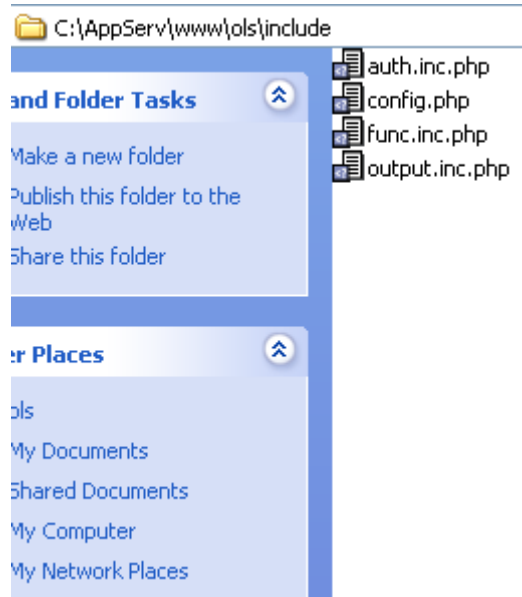 C:\AppServ\www\ols\include
and Folder Tasks
Make a new folder
Publish this folder to the
Web
Share this folder
er Places
ols
My Documents
Shared Documents
My Computer
My Network Places
auth.inc.php
config.php
func.inc.php
output.inc.php